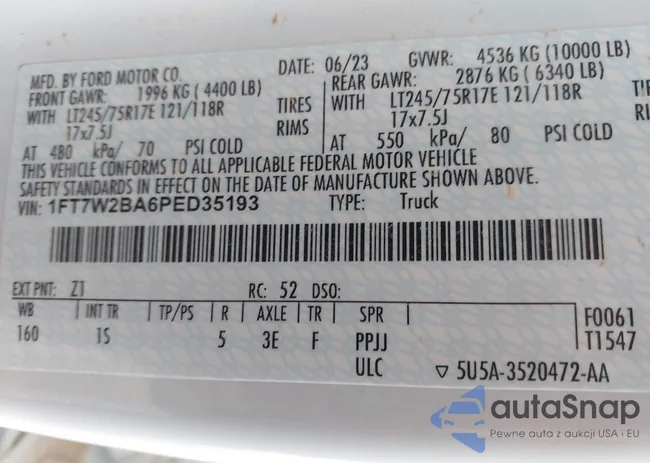 MFD. BY FORD MOTOR CO. DATE: 06/23 GVWR: 4536 KG (10000 LB)
FRONT GAWR: 1996 KG (4400 LB) REAR GAWR: 2876 KG (6340 LB)
WITH LT245/75R17E 121/118R TIRES WITH LT245/75R17E 121/118R TIRE
17x7.5J RIMS 17x7.5J RI
AT 480 kPa/ 70 PSI COLD AT 550 kPa/ 80 PSI COLD
THIS VEHICLE CONFORMS TO ALL APPLICABLE FEDERAL MOTOR VEHICLE
SAFETY STANDARDS IN EFFECT ON THE DATE OF MANUFACTURE SHOWN ABOVE.
VIN: 1FT7W2BA6PED35193 TYPE: Truck
EXT PNT: Z1 RC: 52 DSO:
WB INT TR TP/PS R AXLE TR SPR F0061
160 1S 5 3E F PPJJ T1547
ULC ▽ 5U5A-3520472-AA
autaSnap
Pewne auta z aukcji USA i EU